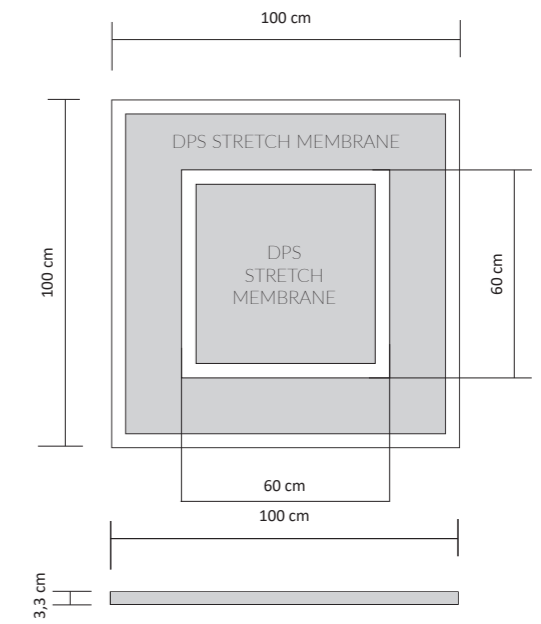 100 cm
DPS STRETCH MEMBRANE
100 cm
60 cm
DPS
STRETCH
MEMBRANE
60 cm
100 cm
3,3 cm